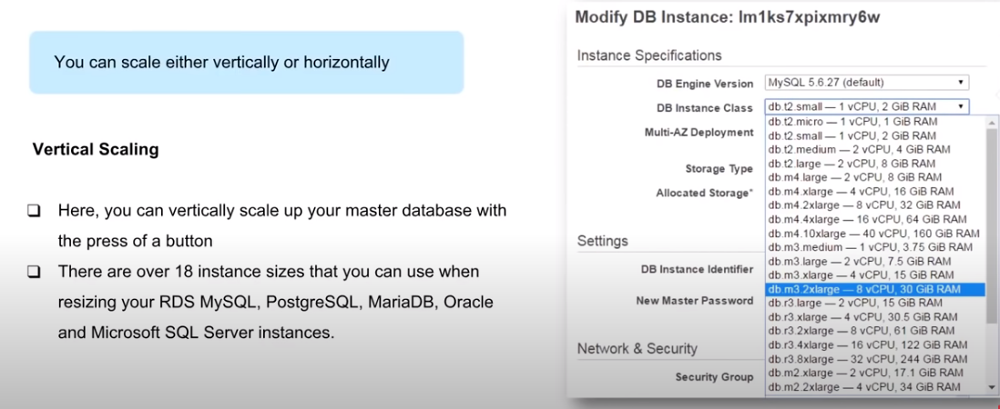 You can scale either vertically or horizontally
Vertical Scaling
Here, you can vertically scale up your master database with
the press of a button
There are over 18 instance sizes that you can use when
resizing your RDS MySQL, PostgreSQL, MariaDB, Oracle
and Microsoft SQL Server instances.
Modify DB Instance: lm1ks7xpixmry6w
Instance Specifications
DB Engine Version MySQL 5.6.27 (default)
DB Instance Class db.t2.small — 1 vCPU, 2 GiB RAM
db.t2.micro — 1 vCPU, 1 GiB RAM
db.t2.small — 1 vCPU, 2 GiB RAM
Multi-AZ Deployment
db.t2.medium — 2 vCPU, 4 GiB RAM
db.t2.large — 2 vCPU, 8 GiB RAM
Storage Type
db.m4.large — 2 vCPU, 8 GiB RAM
Allocated Storage*
db.m4.xlarge — 4 vCPU, 16 GiB RAM
db.m4.2xlarge — 8 vCPU, 32 GiB RAM
db.m4.4xlarge — 16 vCPU, 64 GiB RAM
db.m4.10xlarge — 40 vCPU, 160 GiB RAM
Settings
db.m3.medium — 1 vCPU, 3.75 GiB RAM
db.m3.large — 2 vCPU, 7.5 GiB RAM
DB Instance Identifier
db.m3.xlarge — 4 vCPU, 15 GiB RAM
db.m3.2xlarge — 8 vCPU, 30 GiB RAM
New Master Password
db.r3.large — 2 vCPU, 15 GiB RAM
db.r3.xlarge — 4 vCPU, 30.5 GiB RAM
db.r3.2xlarge — 8 vCPU, 61 GiB RAM
Network & Security
db.r3.4xlarge — 16 vCPU, 122 GiB RAM
db.r3.8xlarge — 32 vCPU, 244 GiB RAM
Security Group
db.m2.xlarge — 2 vCPU, 17.1 GiB RAM
db.m2.2xlarge — 4 vCPU, 34 GiB RAM